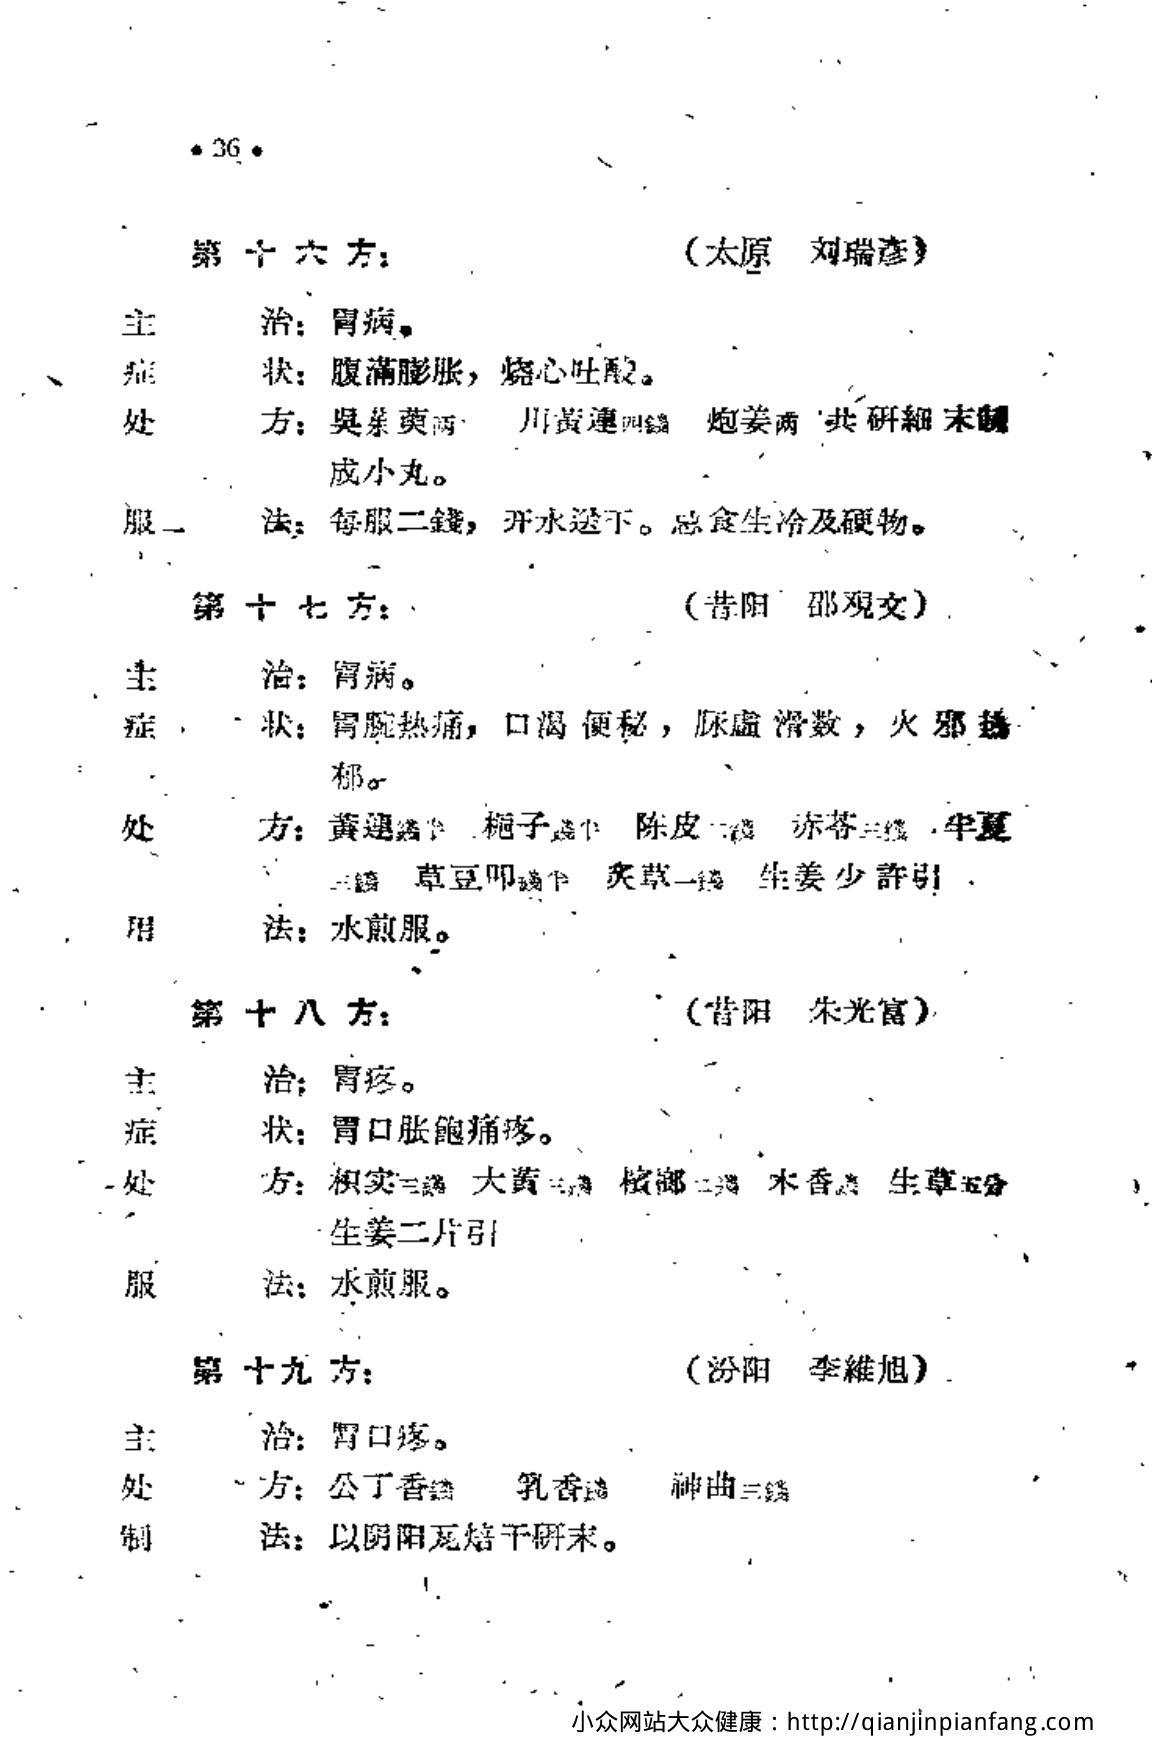 • 36 •
第十六方： （太原 刘瑞彦）
主 治：胃病。
症 状：腹滿膨胀，烧心吐酸。
处 方：吳茱萸两 川黃連四錢 炮姜两 共研細末制
成小丸。
服 法：每服二錢，开水送下。忌食生冷及硬物。
第十七方： （昔阳 邵观文）
主 治：胃病。
症 状：胃脘热痛，口渴便秘，脉虛滑数，火邪
郁。
处 方：黃連錢半 梔子錢半 陈皮二錢 赤苓三錢 半夏
三錢 草豆叩錢半 炙草一錢 生姜少許引
用 法：水煎服。
第十八方： （昔阳 朱光富）
主 治：胃疼。
症 状：胃口胀飽痛疼。
处 方：枳实三錢 大黃三錢 檳榔二錢 木香錢 生草五分
生姜二片引
服 法：水煎服。
第十九方： （汾阳 李維旭）
主 治：胃口疼。
处 方：公丁香錢 乳香錢 神曲三錢
制 法：以阴阳瓦焙干研末。
小众网站大众健康：http://qianjinpianfang.com